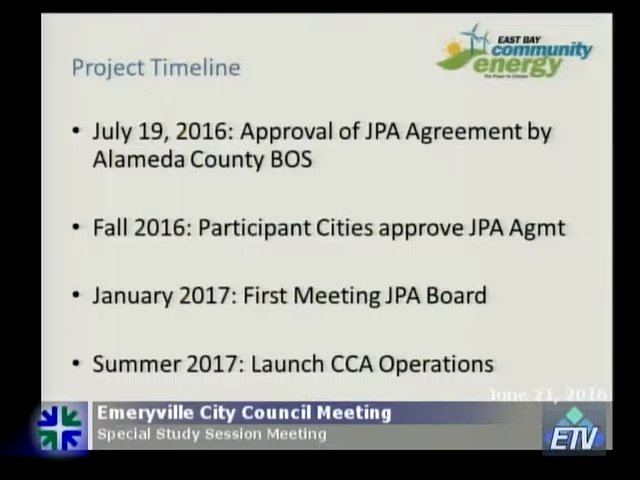 EAST BAY
community
energy
Project Timeline
• July 19, 2016: Approval of JPA Agreement by
Alameda County BOS
• Fall 2016: Participant Cities approve JPA Agmt
• January 2017: First Meeting JPA Board
• Summer 2017: Launch CCA Operations
June 21, 2016
Emeryville City Council Meeting
Special Study Session Meeting
ETV